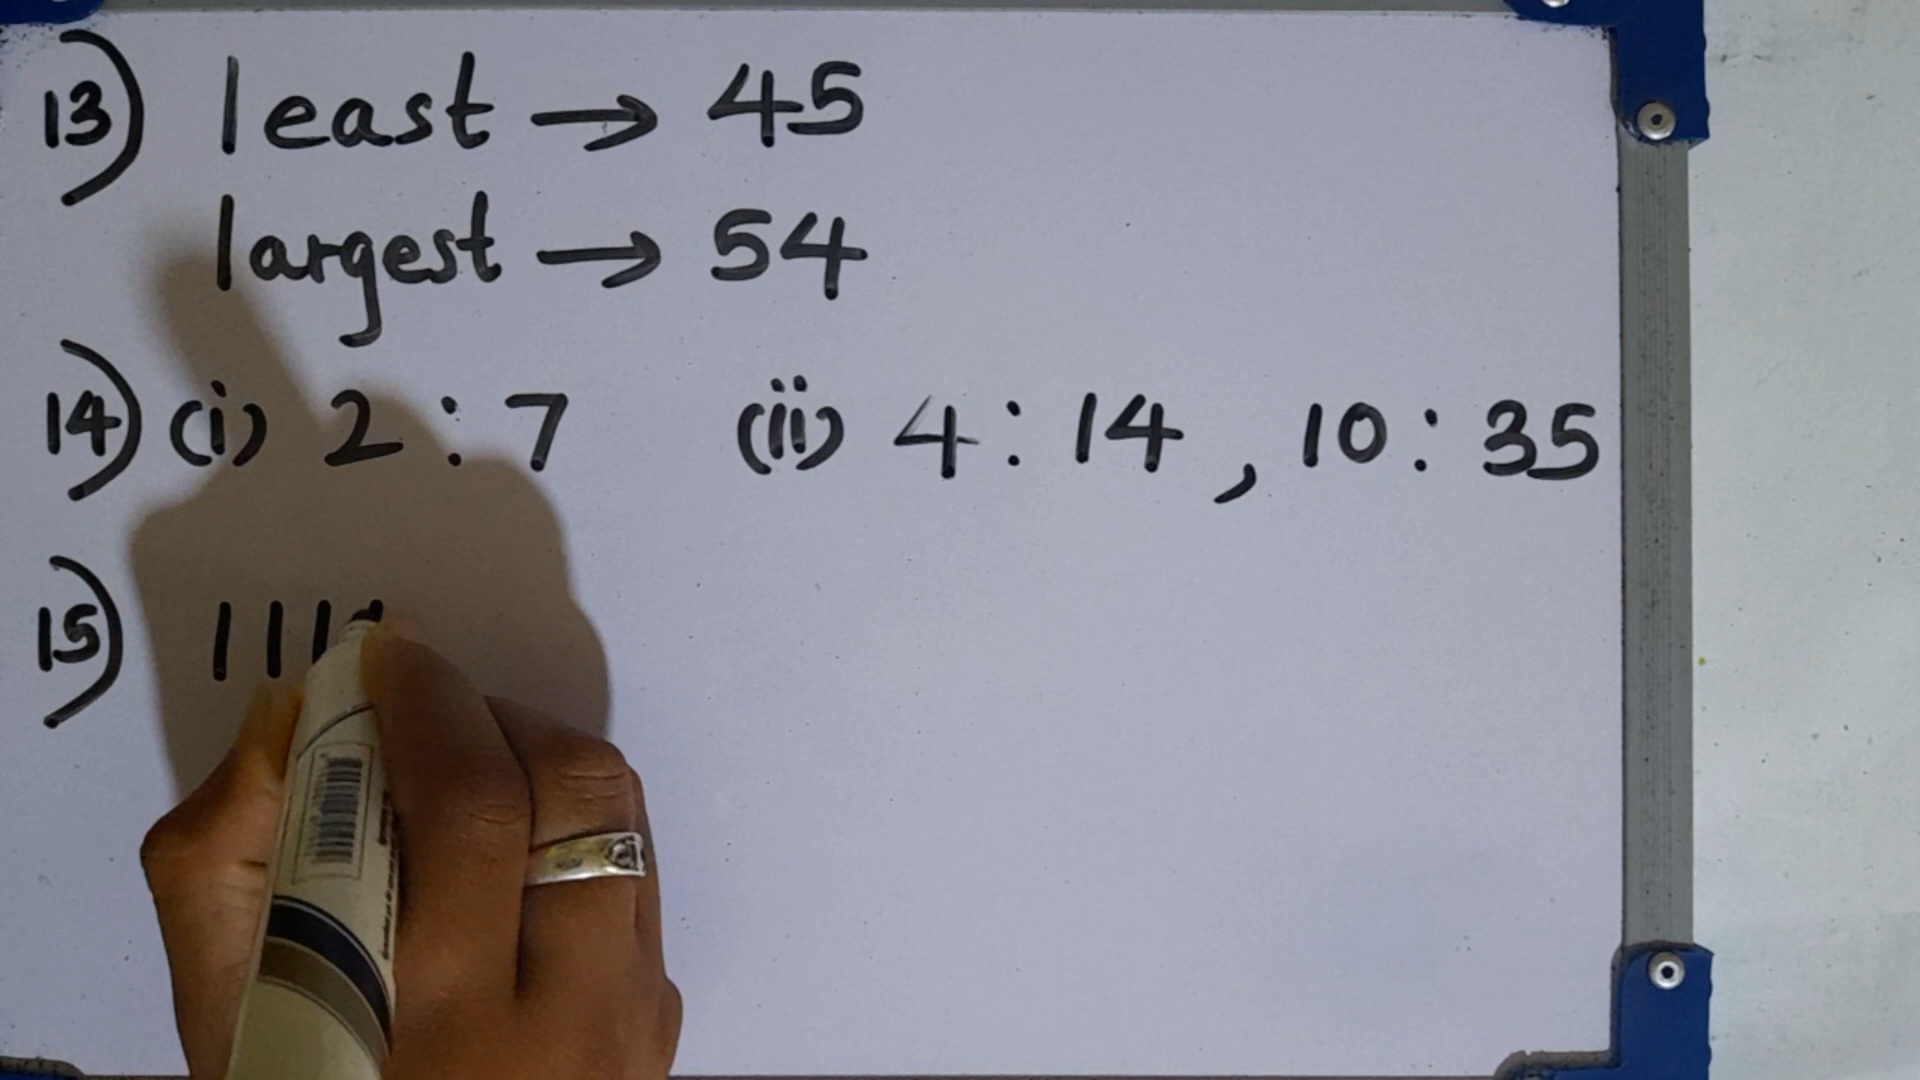 13) least → 45
largest → 54
14) (i) 2 : 7 (ii) 4 : 14 , 10 : 35
15) 111